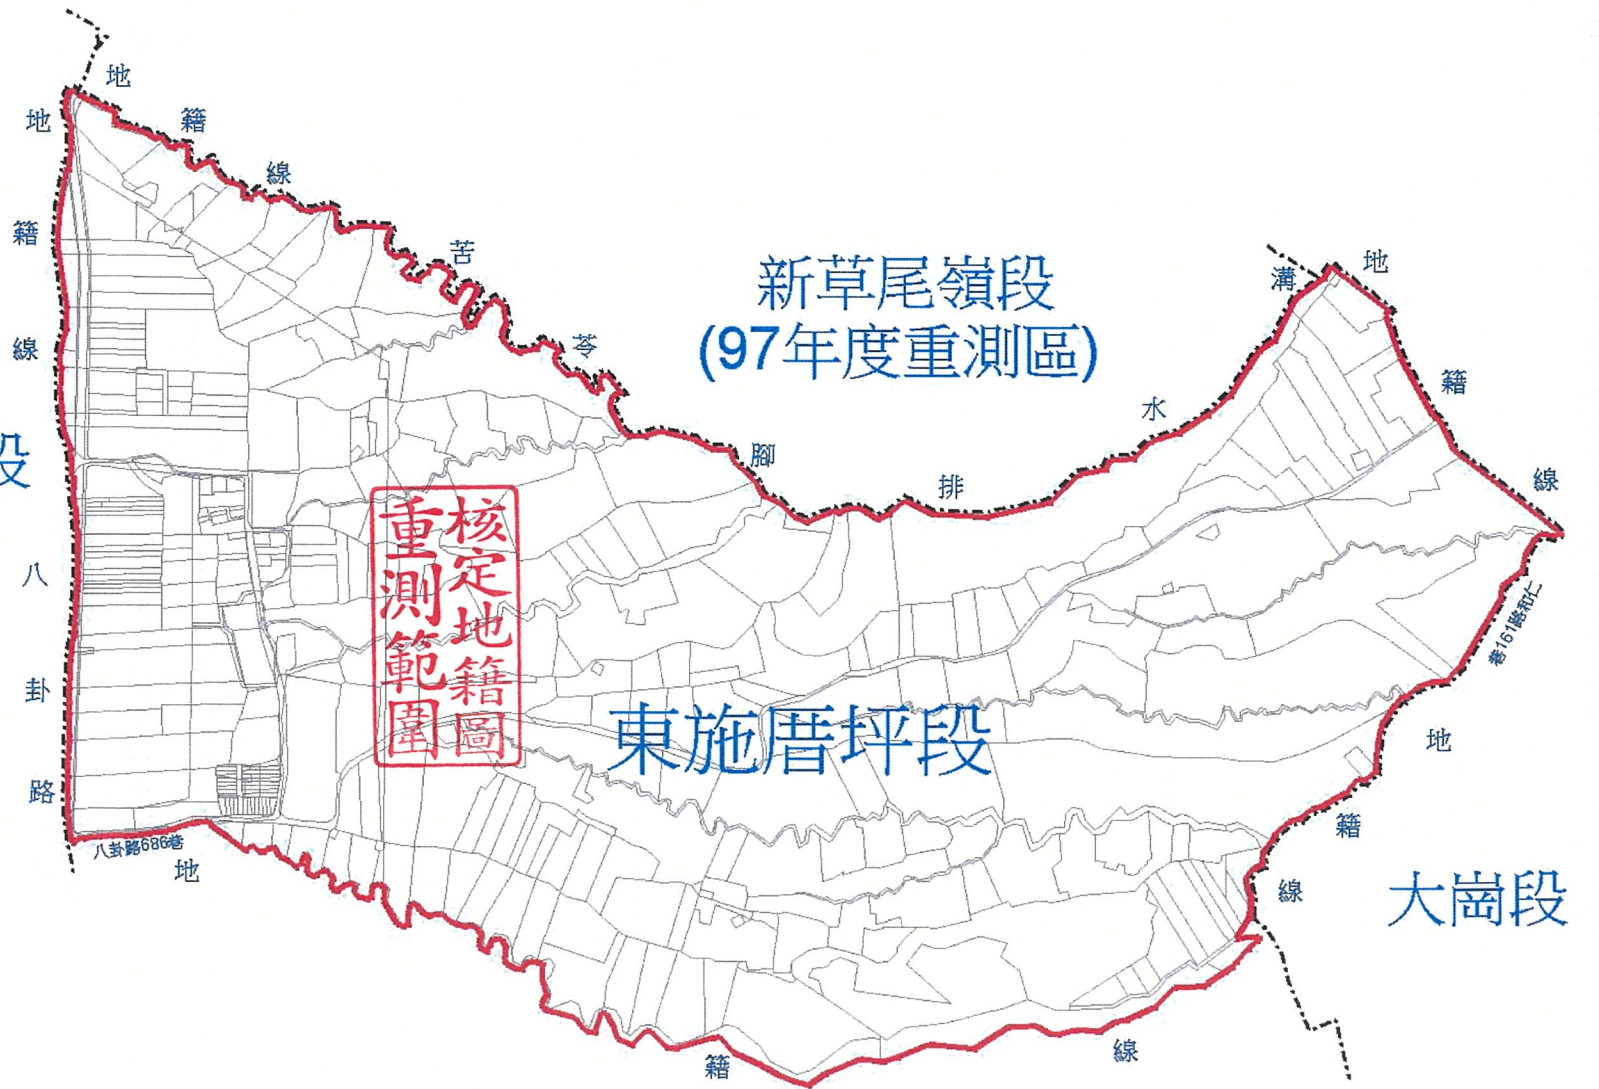 地籍線
苦苓腳排水溝
地籍線
新草尾嶺段
(97年度重測區)
地籍線
八卦路
段
核定地籍圖
重測範圍
東施厝坪段
仁和路161巷
地籍線
大崗段
八卦路686巷
地籍線